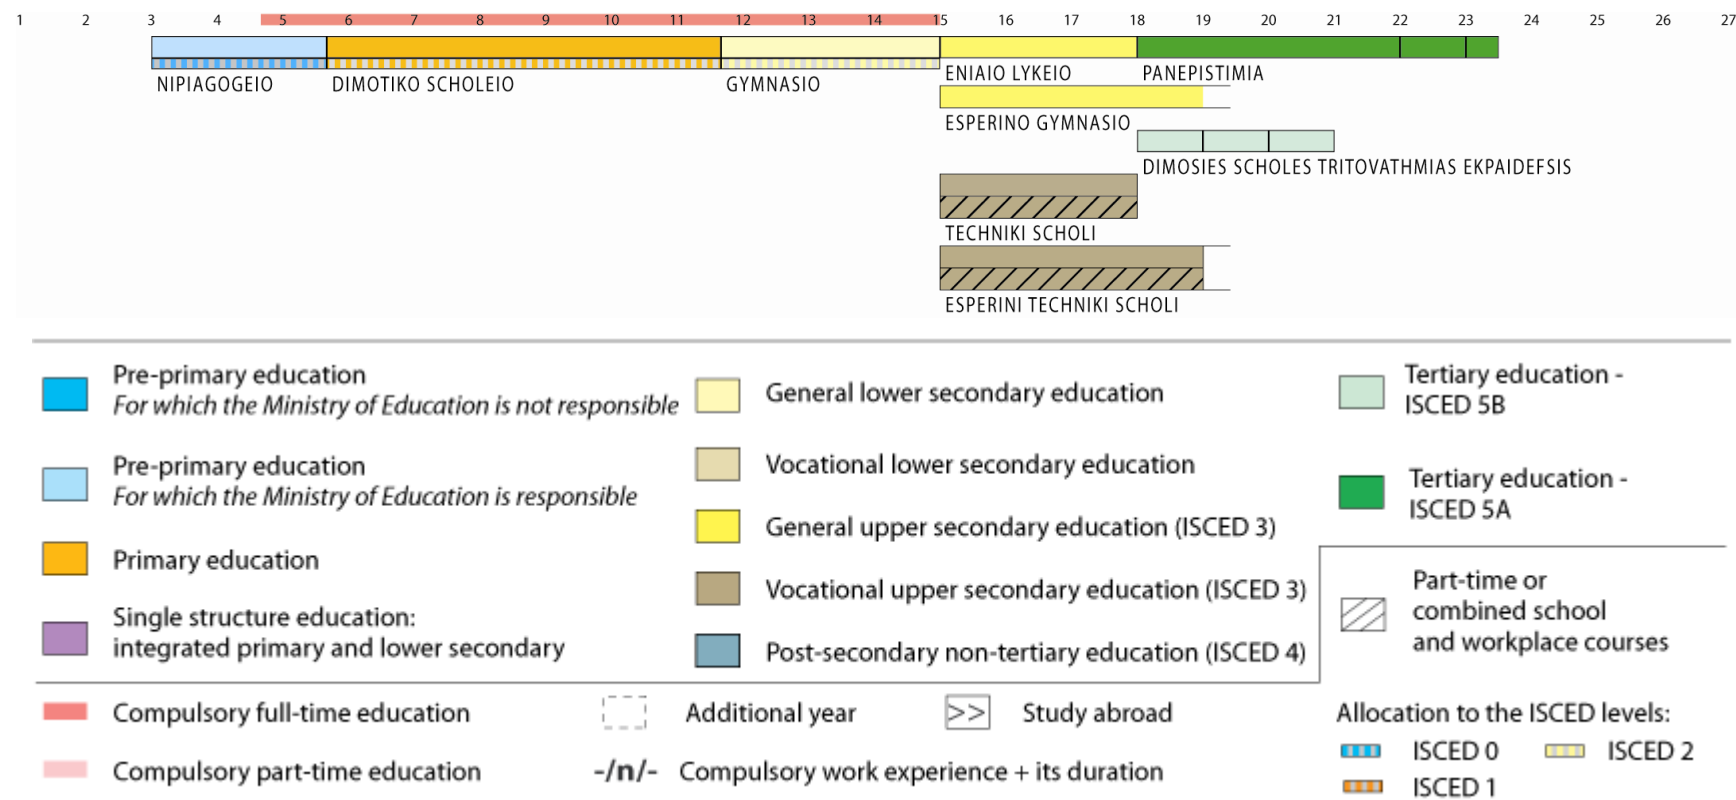 1 2 3 4 5 6 7 8 9 10 11 12 13 14 15 16 17 18 19 20 21 22 23 24 25 26 27
NIPIAGOGEIO DIMOTIKO SCHOLEIO GYMNASIO ENIAIO LYKEIO PANEPISTIMIA
ESPERINO GYMNASIO
DIMOSIES SCHOLES TRITOVATHMIAS EKPAIDEFSIS
TECHNIKI SCHOLI
ESPERINI TECHNIKI SCHOLI
Pre-primary education
For which the Ministry of Education is not responsible
Pre-primary education
For which the Ministry of Education is responsible
Primary education
Single structure education:
integrated primary and lower secondary
General lower secondary education
Vocational lower secondary education
General upper secondary education (ISCED 3)
Vocational upper secondary education (ISCED 3)
Post-secondary non-tertiary education (ISCED 4)
Tertiary education -
ISCED 5B
Tertiary education -
ISCED 5A
Part-time or
combined school
and workplace courses
Compulsory full-time education
Compulsory part-time education
Additional year
-/n/- Compulsory work experience + its duration
>> Study abroad
Allocation to the ISCED levels:
ISCED 0 ISCED 2
ISCED 1